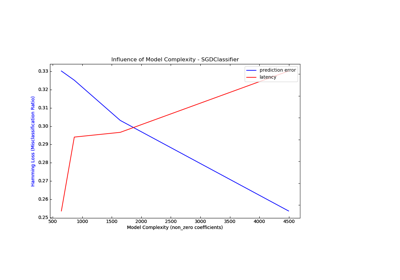 Influence of Model Complexity - SGDClassifier
prediction error
latency
0.33
0.32
0.31
0.30
0.29
0.28
0.27
0.26
0.25
Hamming Loss (Misclassification Ratio)
500 1000 1500 2000 2500 3000 3500 4000 4500
Model Complexity (non_zero coefficients)